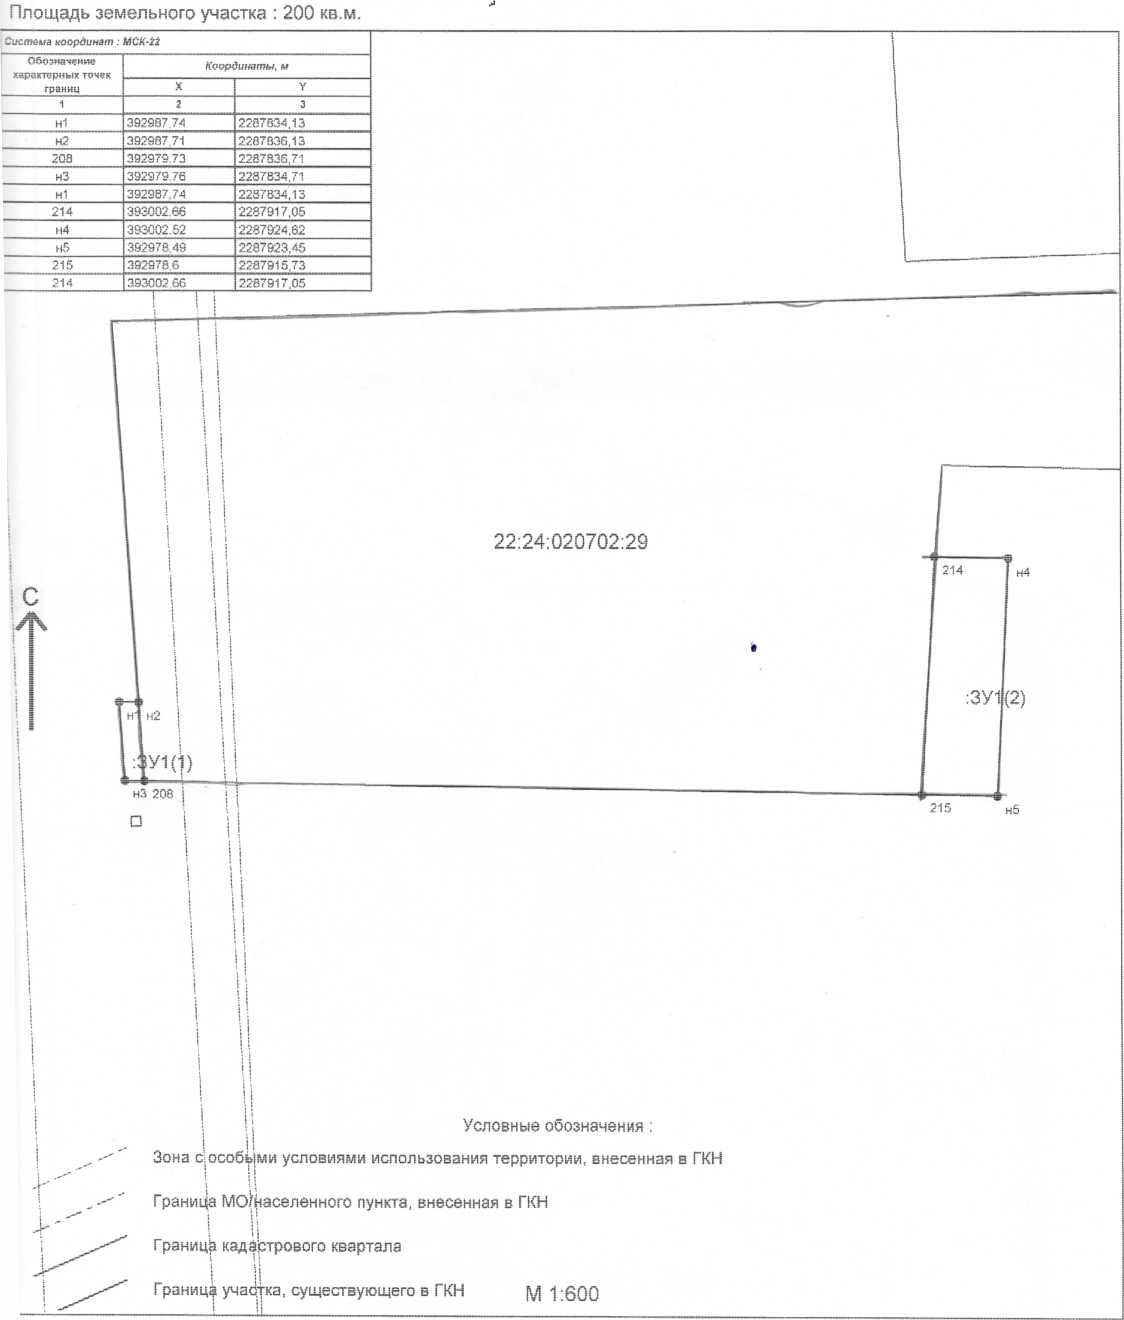 Площадь земельного участка : 200 кв.м.
Система координат : МСК-22
Обозначение характерных точек границ
Координаты, м
X Y
1 2 3
н1 392987,74 2287834,13
н2 392987,71 2287836,13
208 392979,73 2287836,71
н3 392979,76 2287834,71
н1 392987,74 2287834,13
214 393002,66 2287917,05
н4 393002,52 2287924,62
н5 392978,49 2287923,45
215 392978,6 2287915,73
214 393002,66 2287917,05
22:24:020702:29
214
н4
С
:ЗУ1(2)
н1 н2
:ЗУ1(1)
н3 208
215
н5
Условные обозначения :
Зона с особыми условиями использования территории, внесенная в ГКН
Граница МО/населенного пункта, внесенная в ГКН
Граница кадастрового квартала
Граница участка, существующего в ГКН
М 1:600